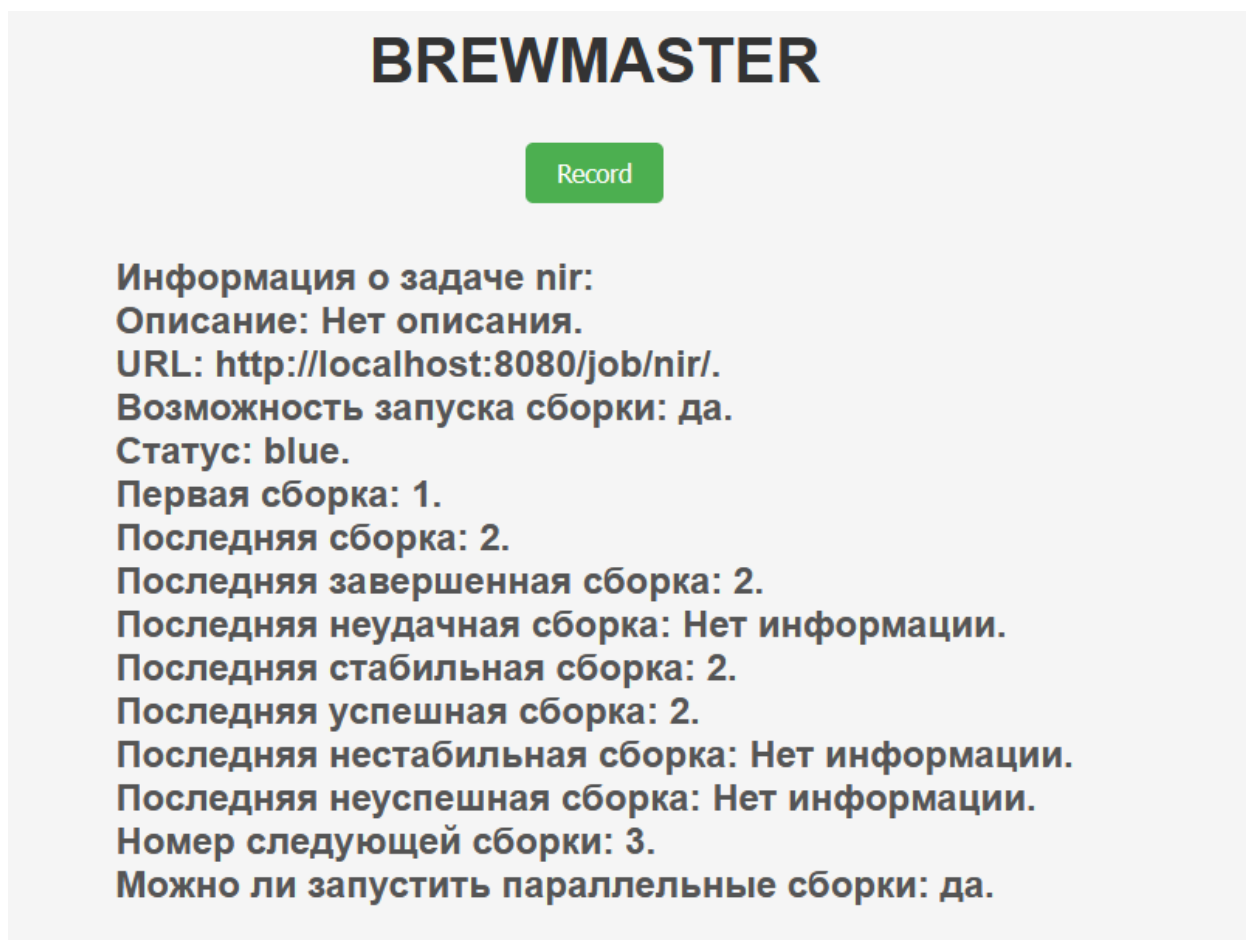 BREWMASTER
Record
Информация о задаче nir:
Описание: Нет описания.
URL: http://localhost:8080/job/nir/.
Возможность запуска сборки: да.
Статус: blue.
Первая сборка: 1.
Последняя сборка: 2.
Последняя завершенная сборка: 2.
Последняя неудачная сборка: Нет информации.
Последняя стабильная сборка: 2.
Последняя успешная сборка: 2.
Последняя нестабильная сборка: Нет информации.
Последняя неуспешная сборка: Нет информации.
Номер следующей сборки: 3.
Можно ли запустить параллельные сборки: да.